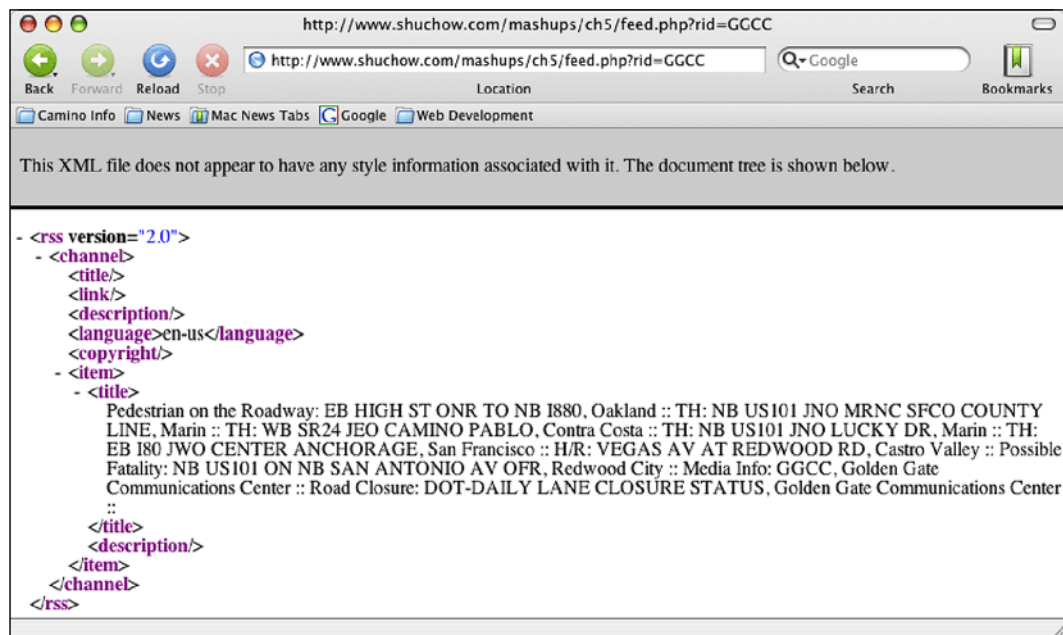 http://www.shuchow.com/mashups/ch5/feed.php?rid=GGCC
http://www.shuchow.com/mashups/ch5/feed.php?rid=GGCC Google
Back Forward Reload Stop Location Search Bookmarks
Camino Info News Mac News Tabs G Google Web Development
This XML file does not appear to have any style information associated with it. The document tree is shown below.
- <rss version="2.0">
- <channel>
<title/>
<link/>
<description/>
<language>en-us</language>
<copyright/>
- <item>
- <title>
Pedestrian on the Roadway: EB HIGH ST ONR TO NB I880, Oakland :: TH: NB US101 JNO MRNC SFCO COUNTY
LINE, Marin :: TH: WB SR24 JEO CAMINO PABLO, Contra Costa :: TH: NB US101 JNO LUCKY DR, Marin :: TH:
EB I80 JWO CENTER ANCHORAGE, San Francisco :: H/R: VEGAS AV AT REDWOOD RD, Castro Valley :: Possible
Fatality: NB US101 ON NB SAN ANTONIO AV OFR, Redwood City :: Media Info: GGCC, Golden Gate
Communications Center :: Road Closure: DOT-DAILY LANE CLOSURE STATUS, Golden Gate Communications Center
::
</title>
<description/>
</item>
</channel>
</rss>